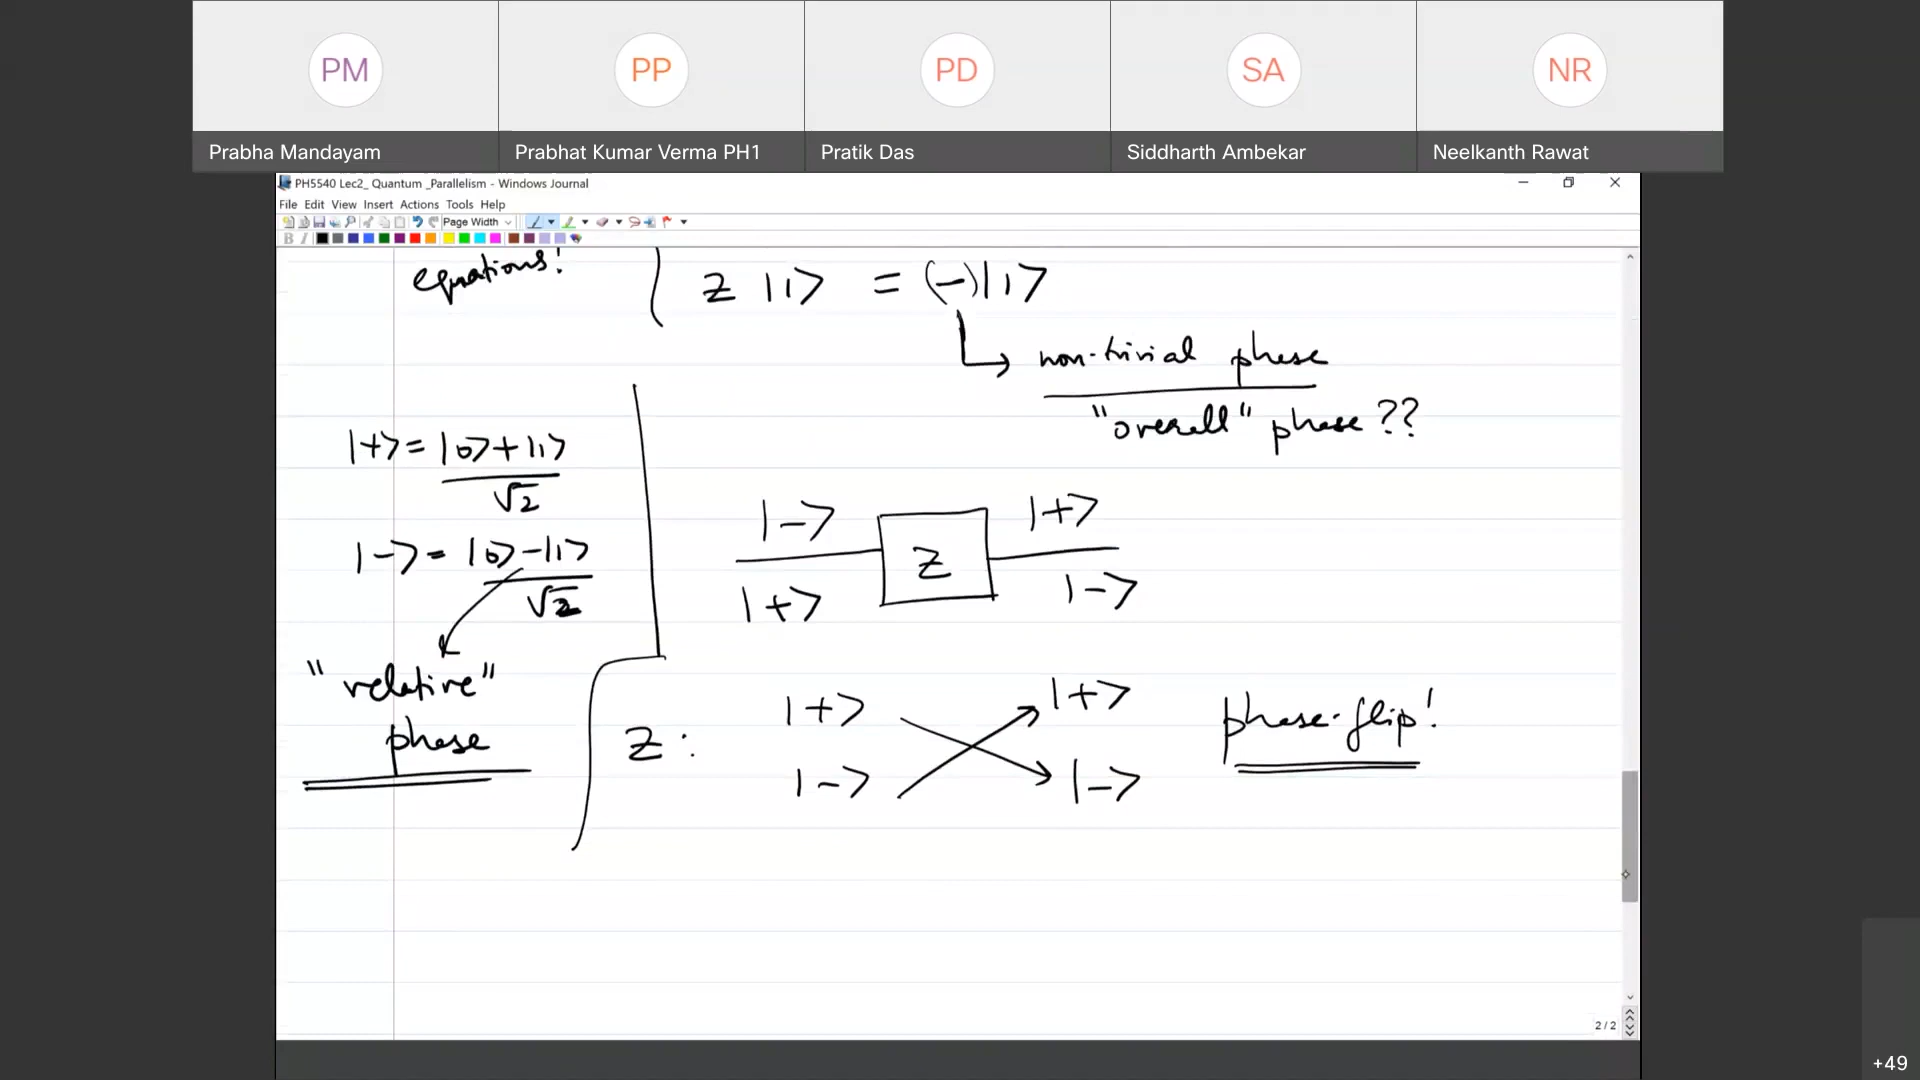 PM
PP
PD
SA
NR
Prabha Mandayam
Prabhat Kumar Verma PH1
Pratik Das
Siddharth Ambekar
Neelkanth Rawat
PH5540 Lec2_ Quantum _Parallelism - Windows Journal
File Edit View Insert Actions Tools Help
Page Width
B I
equations!
Z |1> = (-)|1>
non-trivial phase
"overall" phase ??
|+> = |0>+|1>
√2
|-> = |0>-|1>
√2
"relative"
phase
|-> Z |+>
|+> |->
Z : |+> |+>
|-> |->
phase-flip!
2 / 2
+49